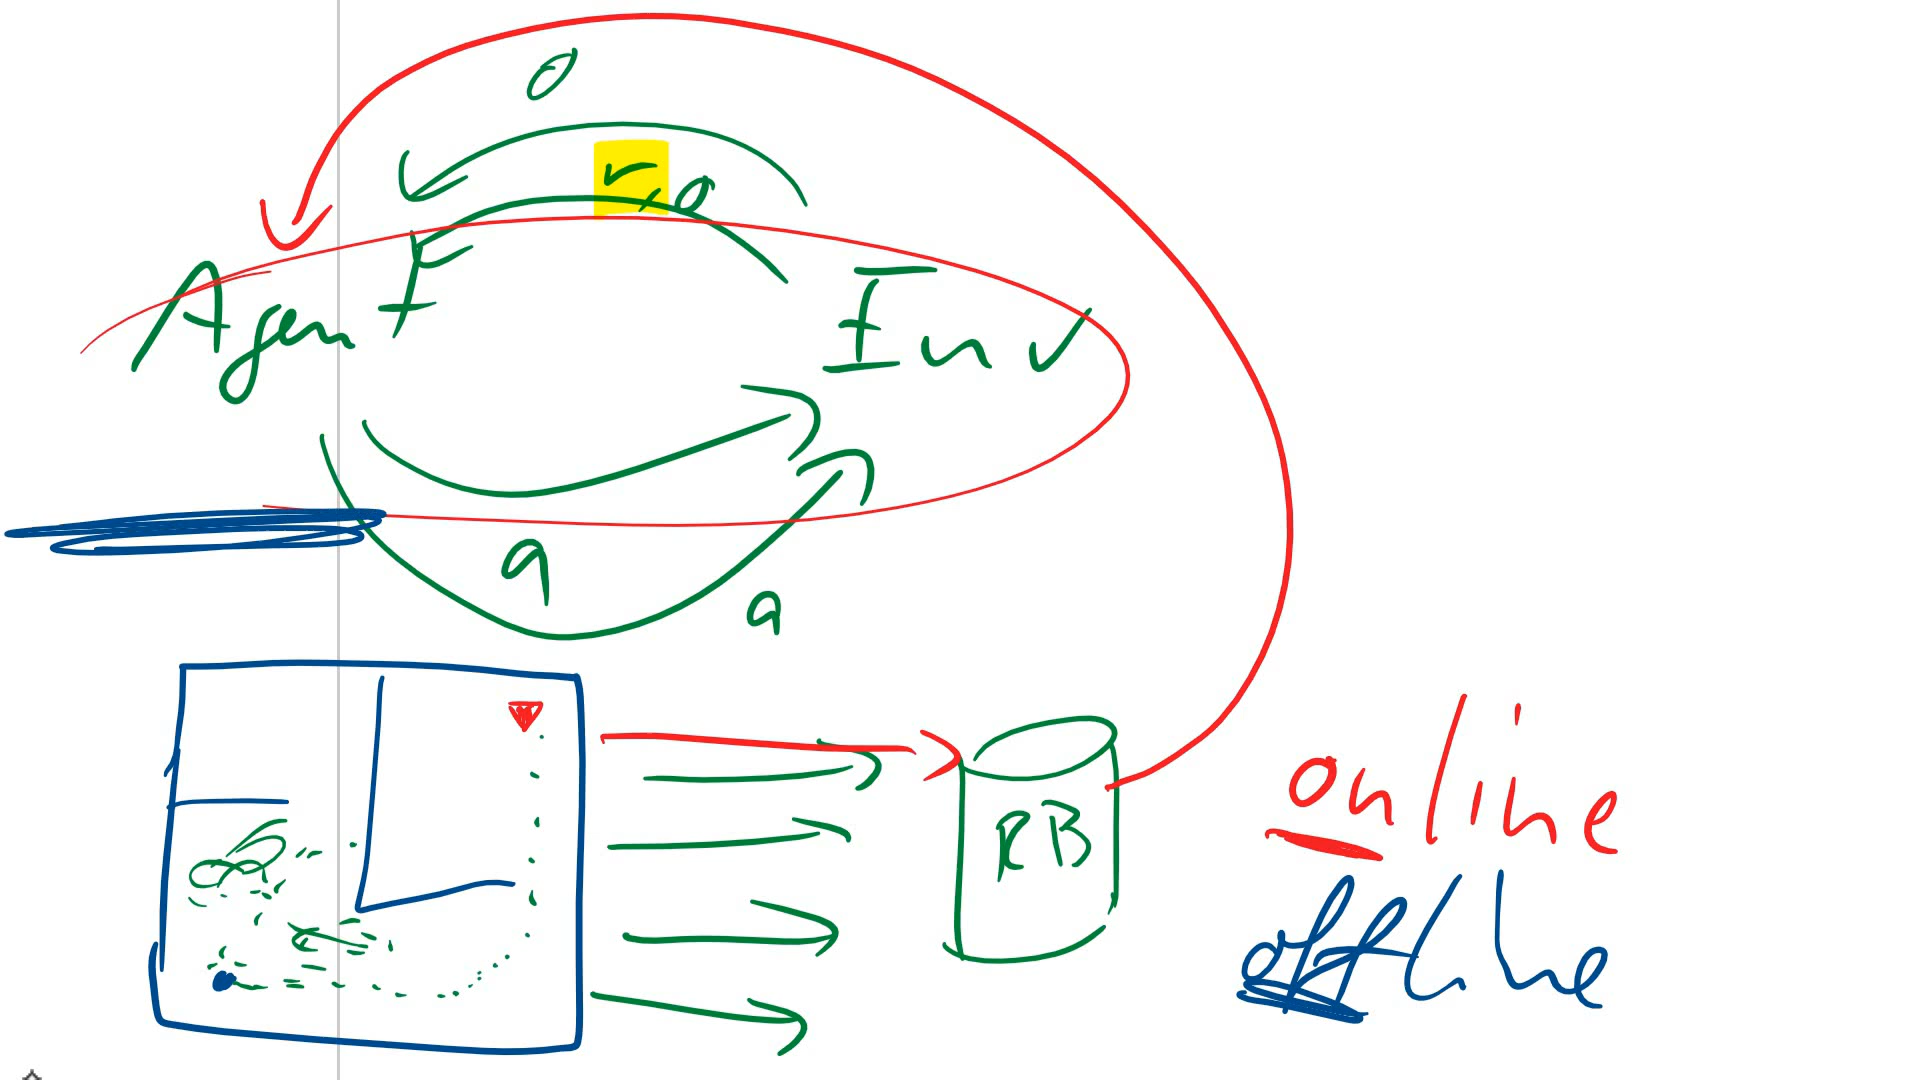 o
r, o
Agent Env
a
a
RB
online
offline